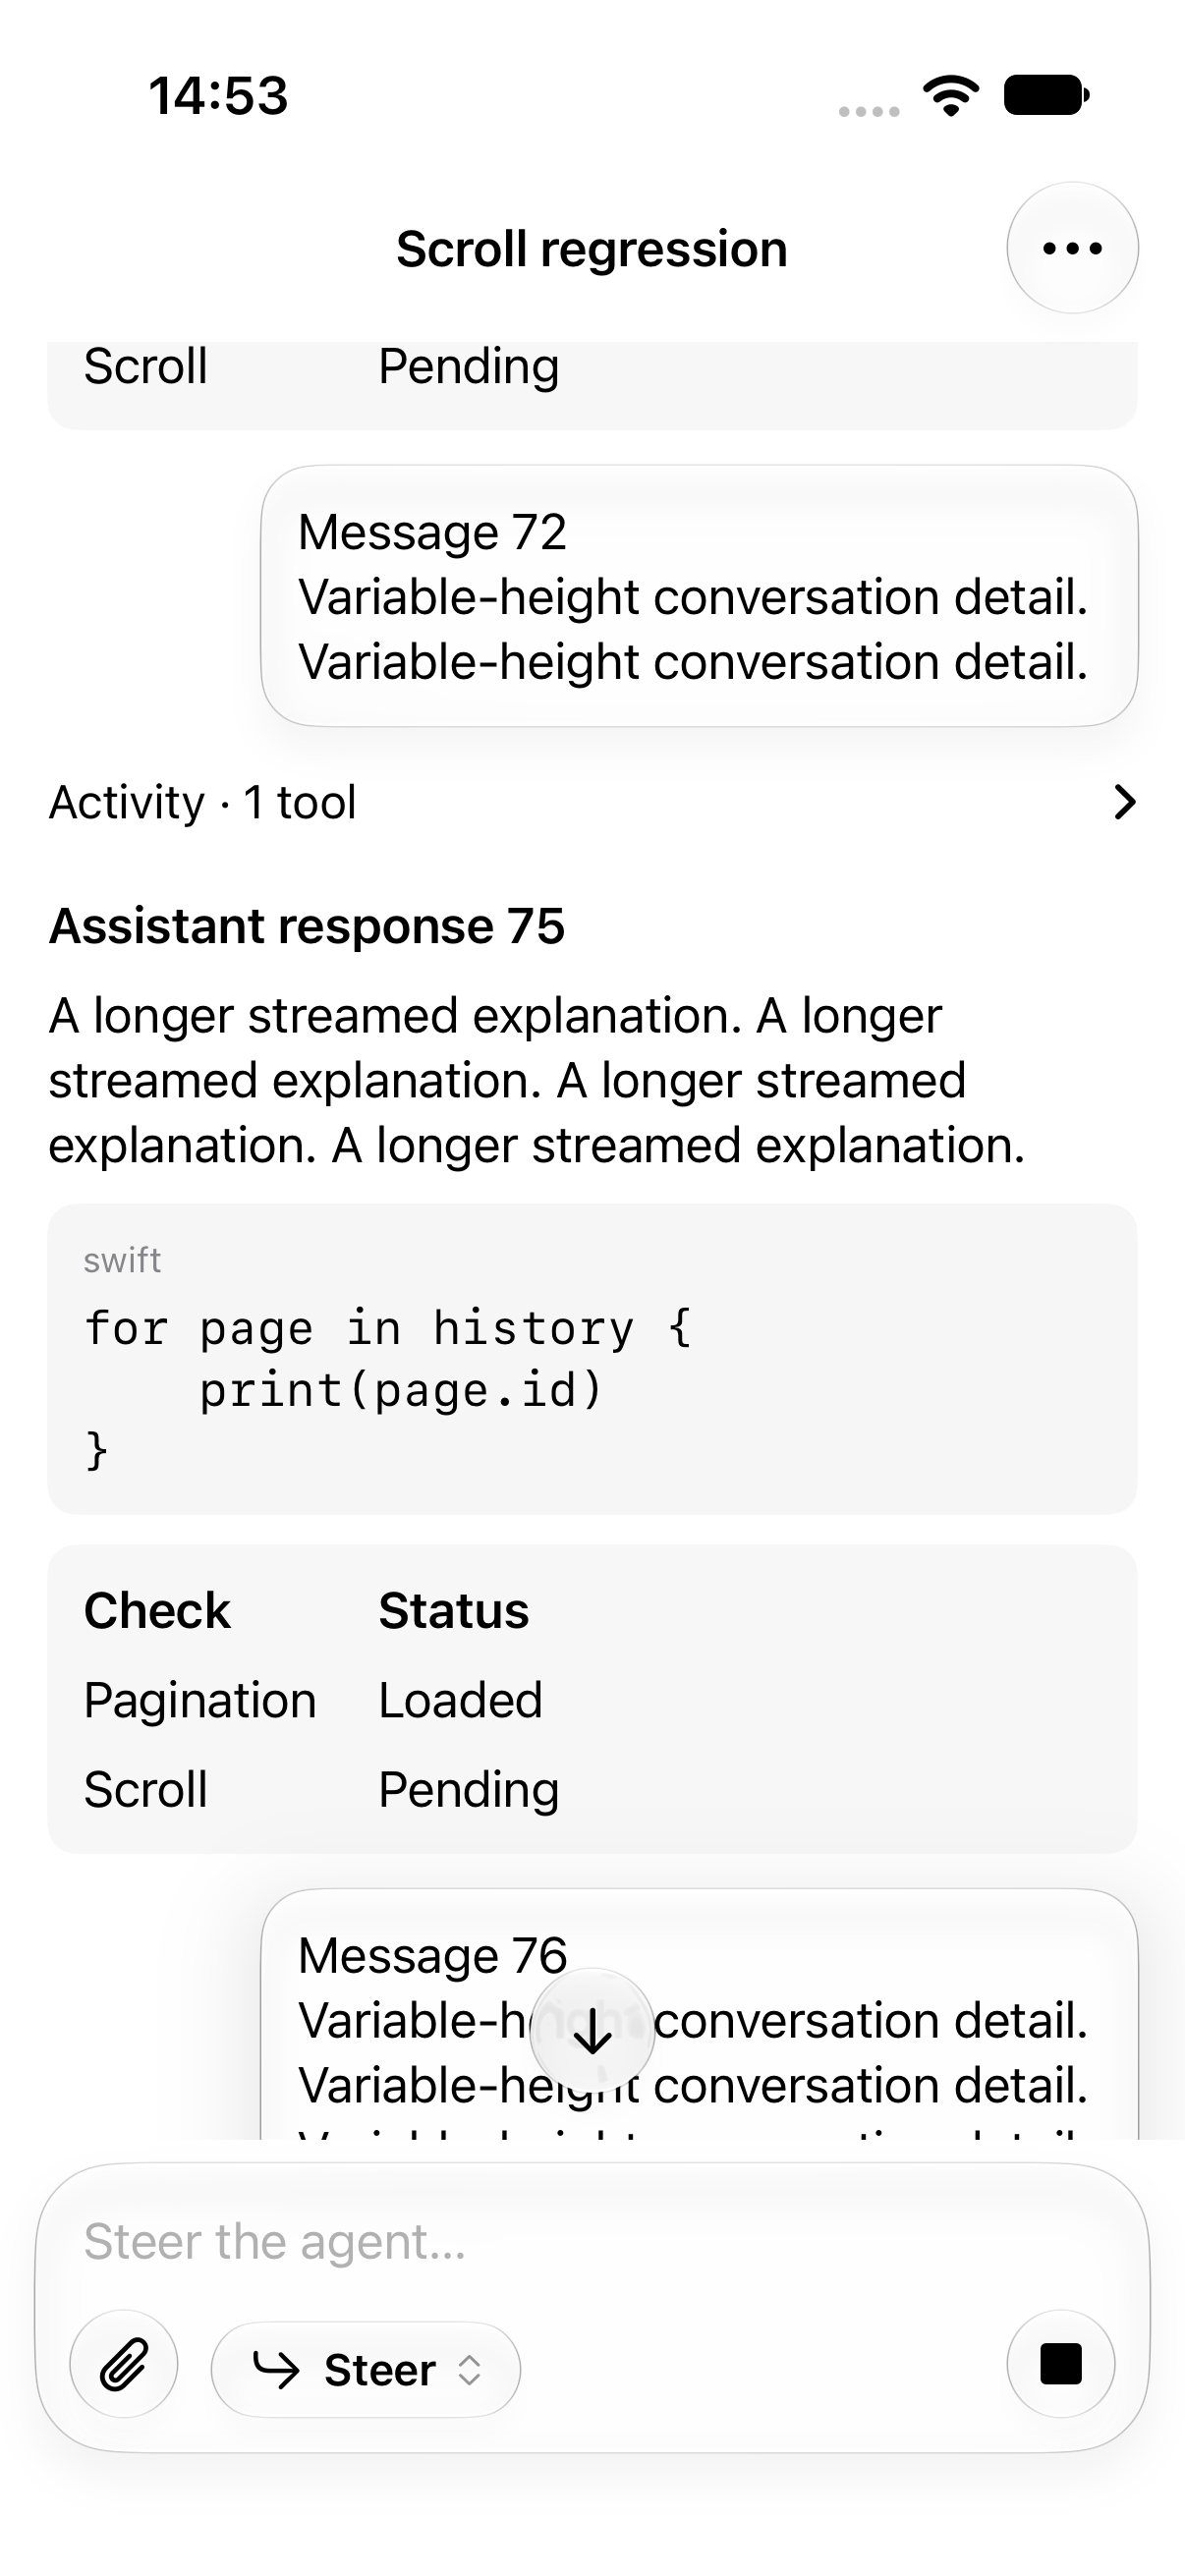 14:53
Scroll regression
Scroll Pending
Message 72
Variable-height conversation detail.
Variable-height conversation detail.
Activity · 1 tool
Assistant response 75
A longer streamed explanation. A longer
streamed explanation. A longer streamed
explanation. A longer streamed explanation.
swift
for page in history {
    print(page.id)
}
Check Status
Pagination Loaded
Scroll Pending
Message 76
conversation detail.
Variable-height conversation detail.
Steer the agent...
Steer